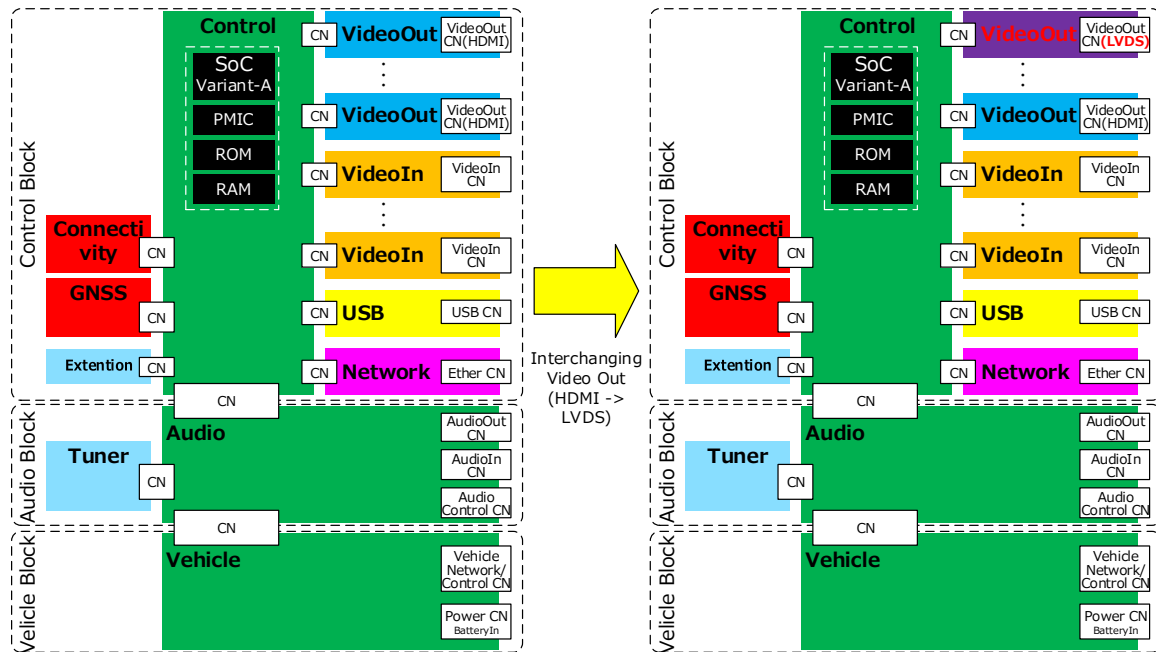 Control Block
Control
SoC
Variant-A
PMIC
ROM
RAM
CN
VideoOut
VideoOut
CN(HDMI)
CN
VideoOut
VideoOut
CN(HDMI)
CN
VideoIn
VideoIn
CN
CN
VideoIn
VideoIn
CN
CN
USB
USB CN
CN
Network
Ether CN
Connecti
vity
CN
GNSS
CN
Extention
CN
CN
Audio Block
Audio
Tuner
CN
AudioOut
CN
AudioIn
CN
Audio
Control CN
CN
Velicle Block
Vehicle
Vehicle
Network/
Control CN
Power CN
BatteryIn
Interchanging
Video Out
(HDMI ->
LVDS)
Control Block
Control
SoC
Variant-A
PMIC
ROM
RAM
CN
VideoOut
VideoOut
CN(LVDS)
CN
VideoOut
VideoOut
CN(HDMI)
CN
VideoIn
VideoIn
CN
CN
VideoIn
VideoIn
CN
CN
USB
USB CN
CN
Network
Ether CN
Connecti
vity
CN
GNSS
CN
Extention
CN
CN
Audio Block
Audio
Tuner
CN
AudioOut
CN
AudioIn
CN
Audio
Control CN
CN
Velicle Block
Vehicle
Vehicle
Network/
Control CN
Power CN
BatteryIn